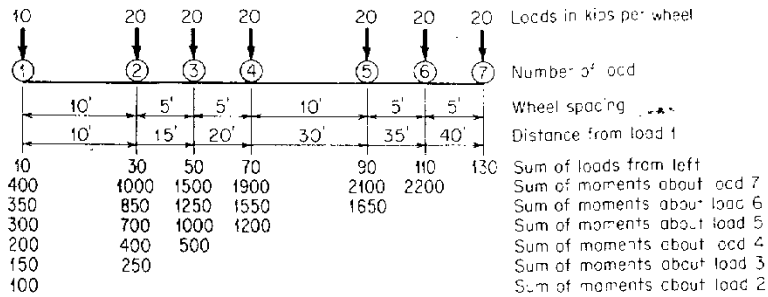 10 20 20 20 20 20 20 Loads in kips per wheel
1 2 3 4 5 6 7 Number of ocd
10' 5' 5' 10' 5' 5' Wheel spacing
10' 15' 20' 30' 35' 40' Distance from load 1
10 30 50 70 90 110 130 Sum of loads from left
400 1000 1500 1900 2100 2200 Sum of moments about ocd 7
350 850 1250 1550 1650 Sum of moments about load 6
300 700 1000 1200 Sum of moments about load 5
200 400 500 Sum of moments about ocd 4
150 250 Sum of moments about load 3
100 Sum of moments about load 2